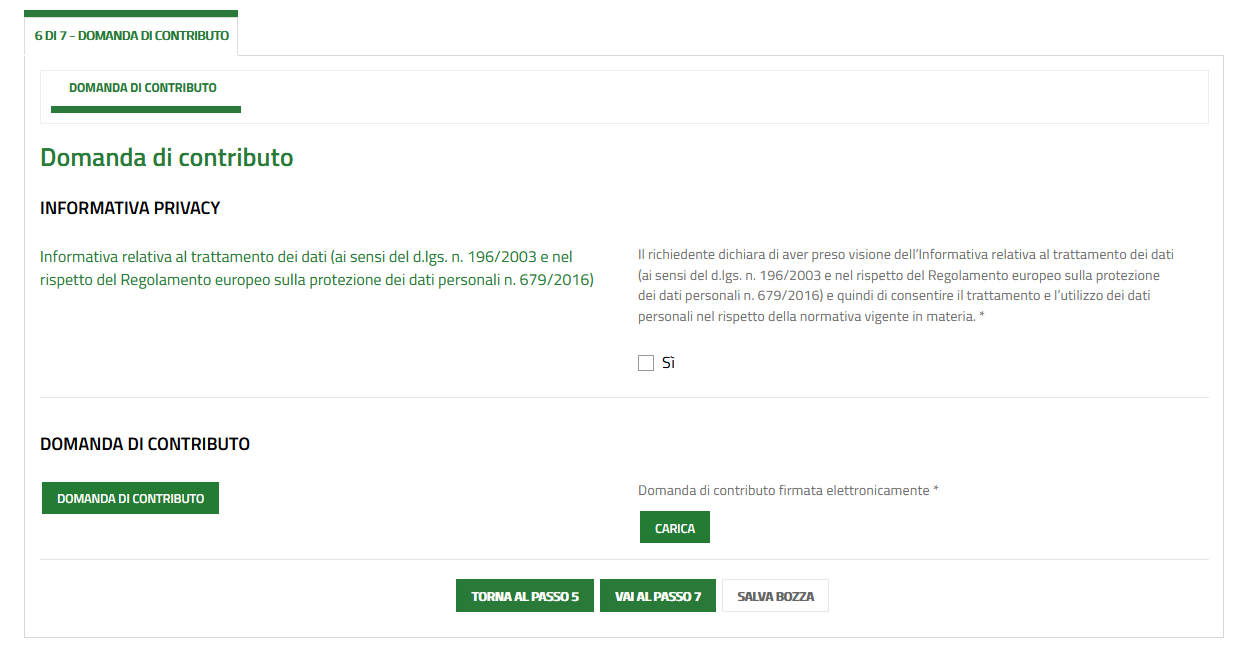 6 DI 7 - DOMANDA DI CONTRIBUTO
DOMANDA DI CONTRIBUTO
Domanda di contributo
INFORMATIVA PRIVACY
Informativa relativa al trattamento dei dati (ai sensi del d.lgs. n. 196/2003 e nel
rispetto del Regolamento europeo sulla protezione dei dati personali n. 679/2016)
Il richiedente dichiara di aver preso visione dell’Informativa relativa al trattamento dei dati
(ai sensi del d.lgs. n. 196/2003 e nel rispetto del Regolamento europeo sulla protezione
dei dati personali n. 679/2016) e quindi di consentire il trattamento e l’utilizzo dei dati
personali nel rispetto della normativa vigente in materia. *
Sì
DOMANDA DI CONTRIBUTO
DOMANDA DI CONTRIBUTO
Domanda di contributo firmata elettronicamente *
CARICA
TORNA AL PASSO 5
VAI AL PASSO 7
SALVA BOZZA